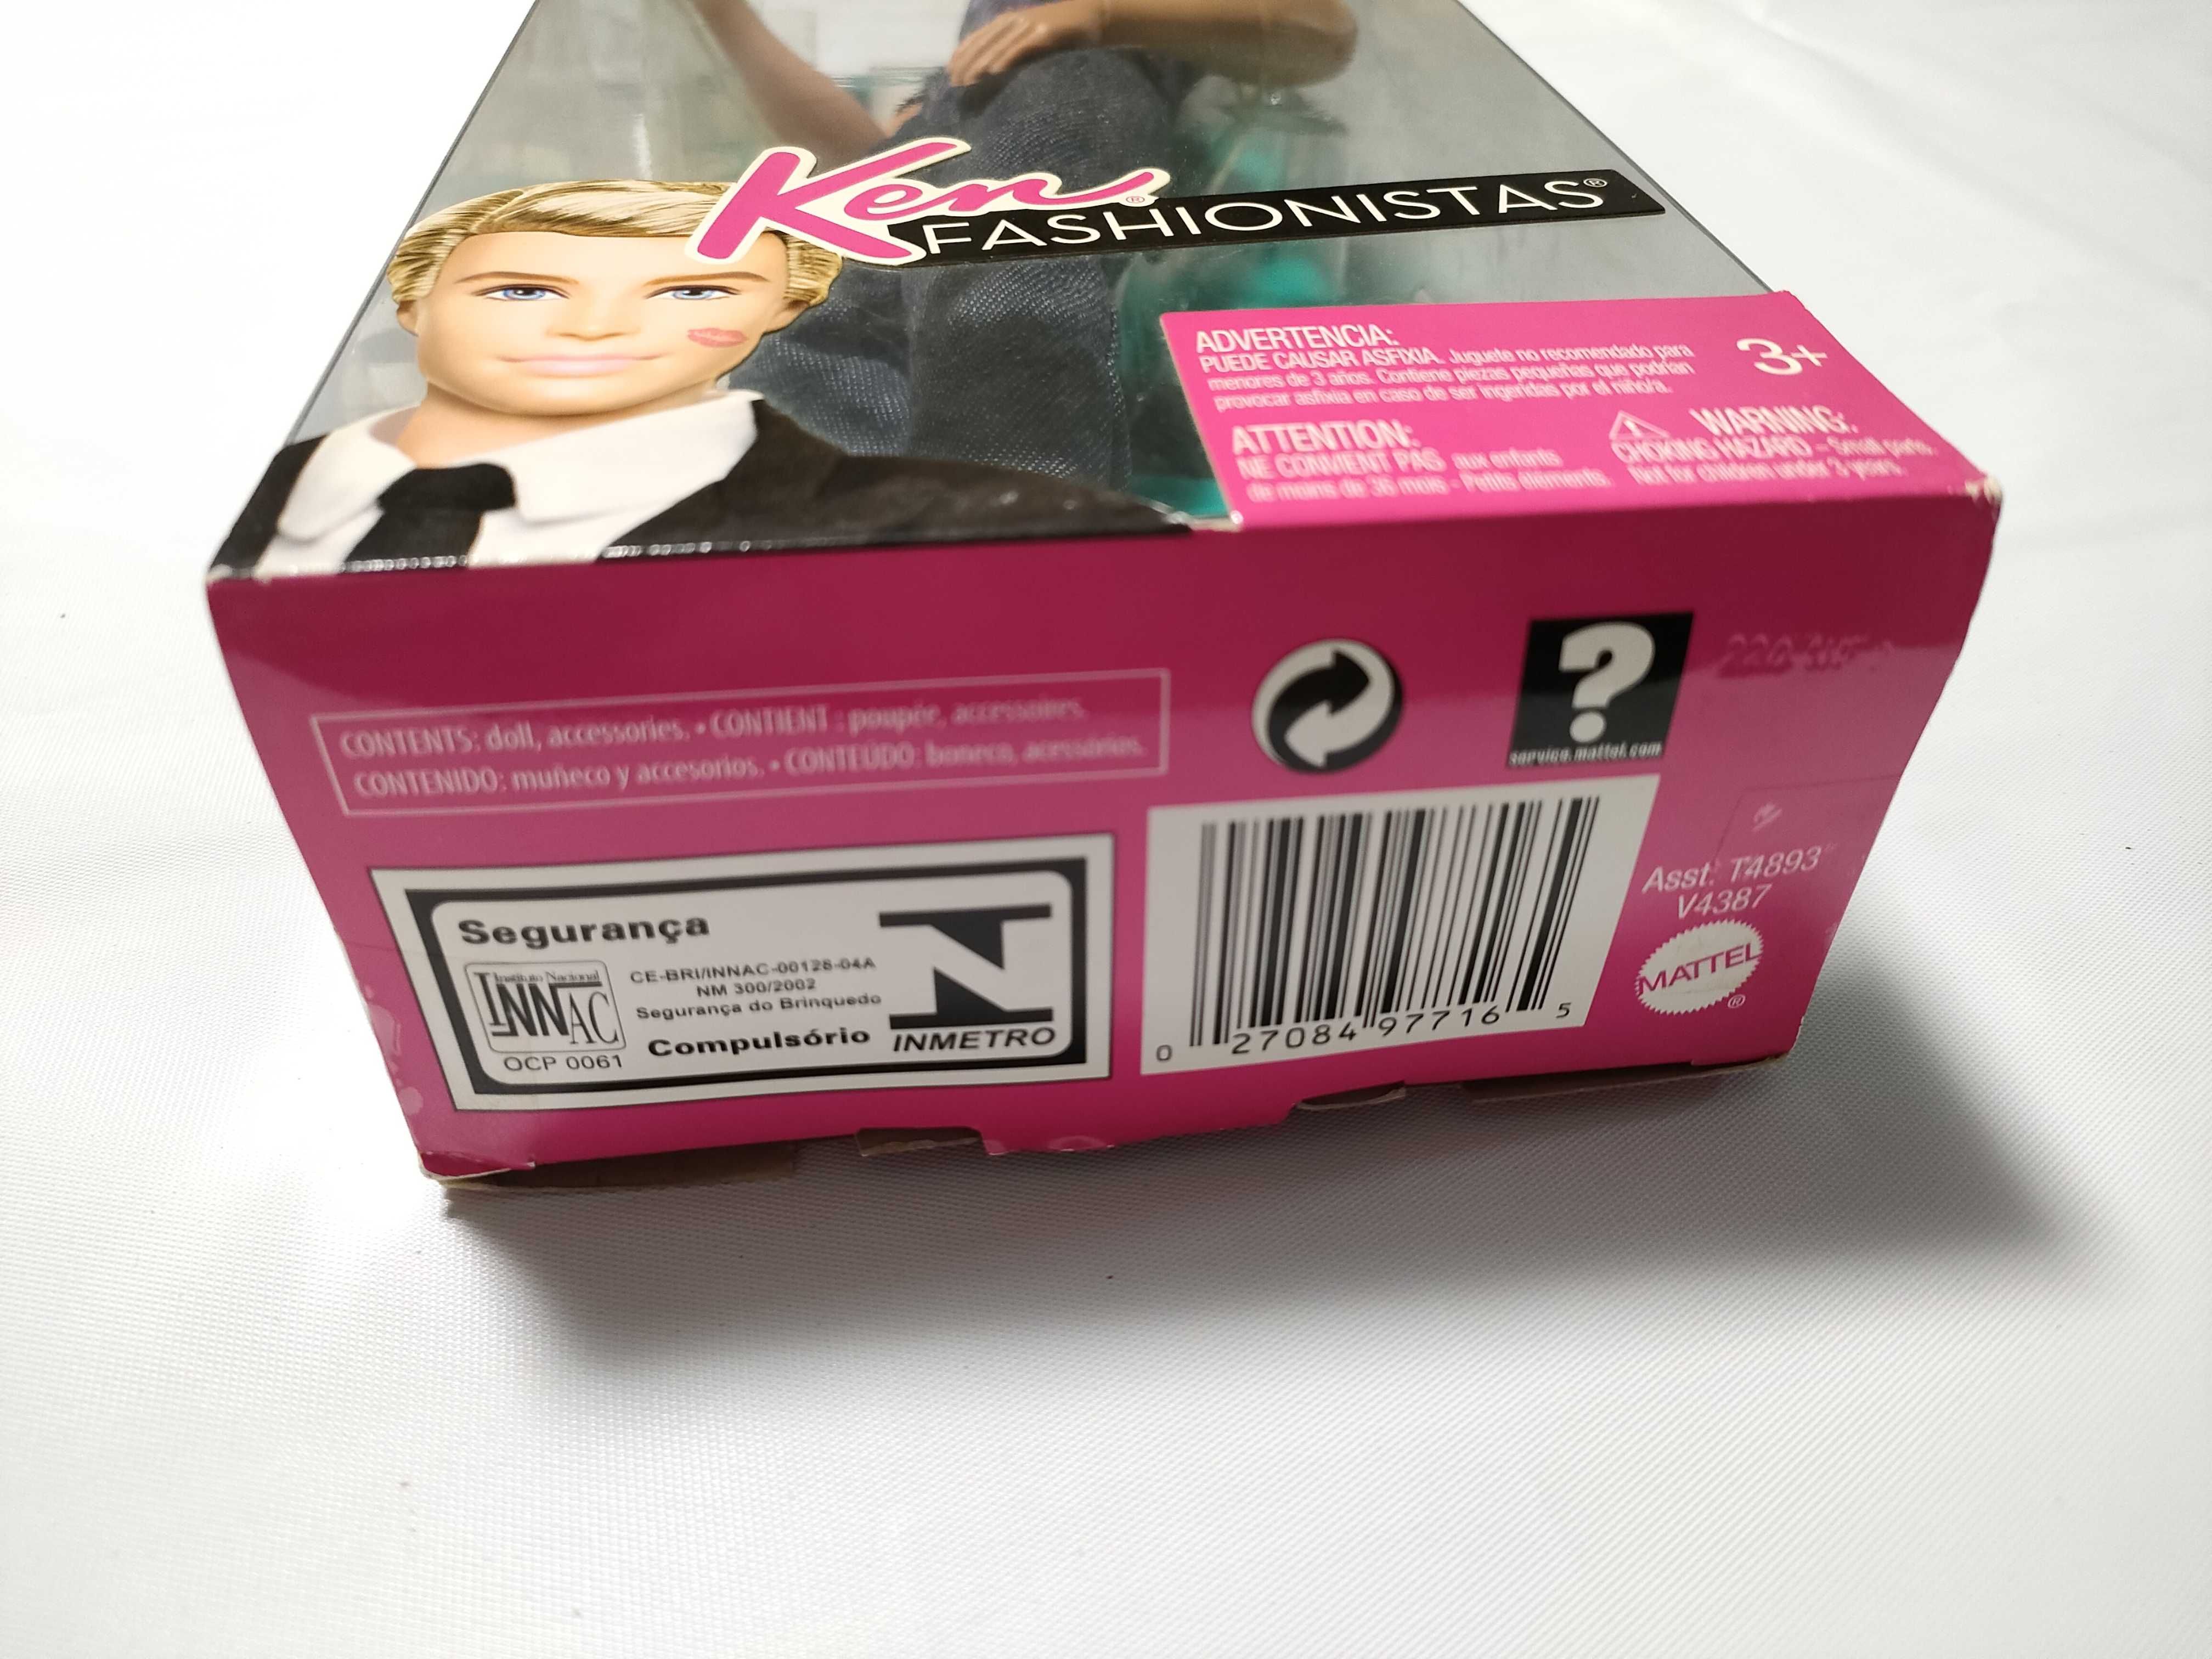 Ken®
FASHIONISTAS®
ADVERTENCIA:
PUEDE CAUSAR ASFIXIA. Juguete no recomendado para
menores de 3 años. Contiene piezas pequeñas que podrían
provocar asfixia en caso de ser ingeridas por el niño/a.
3+
ATTENTION:
NE CONVIENT PAS aux enfants
de moins de 36 mois - Petits éléments.
WARNING:
CHOKING HAZARD - Small parts.
Not for children under 3 years.
CONTENTS: doll, accessories. • CONTIENT : poupée, accessoires.
CONTENIDO: muñeco y accesorios. • CONTEÚDO: boneco, acessórios.
?
service.mattel.com
Segurança
Instituto Nacional
INNAC
OCP 0061
CE-BRI/INNAC-00128-04A
NM 300/2002
Segurança do Brinquedo
Compulsório
INMETRO
0 27084 97716 5
Asst. T4893
V4387
MATTEL
®